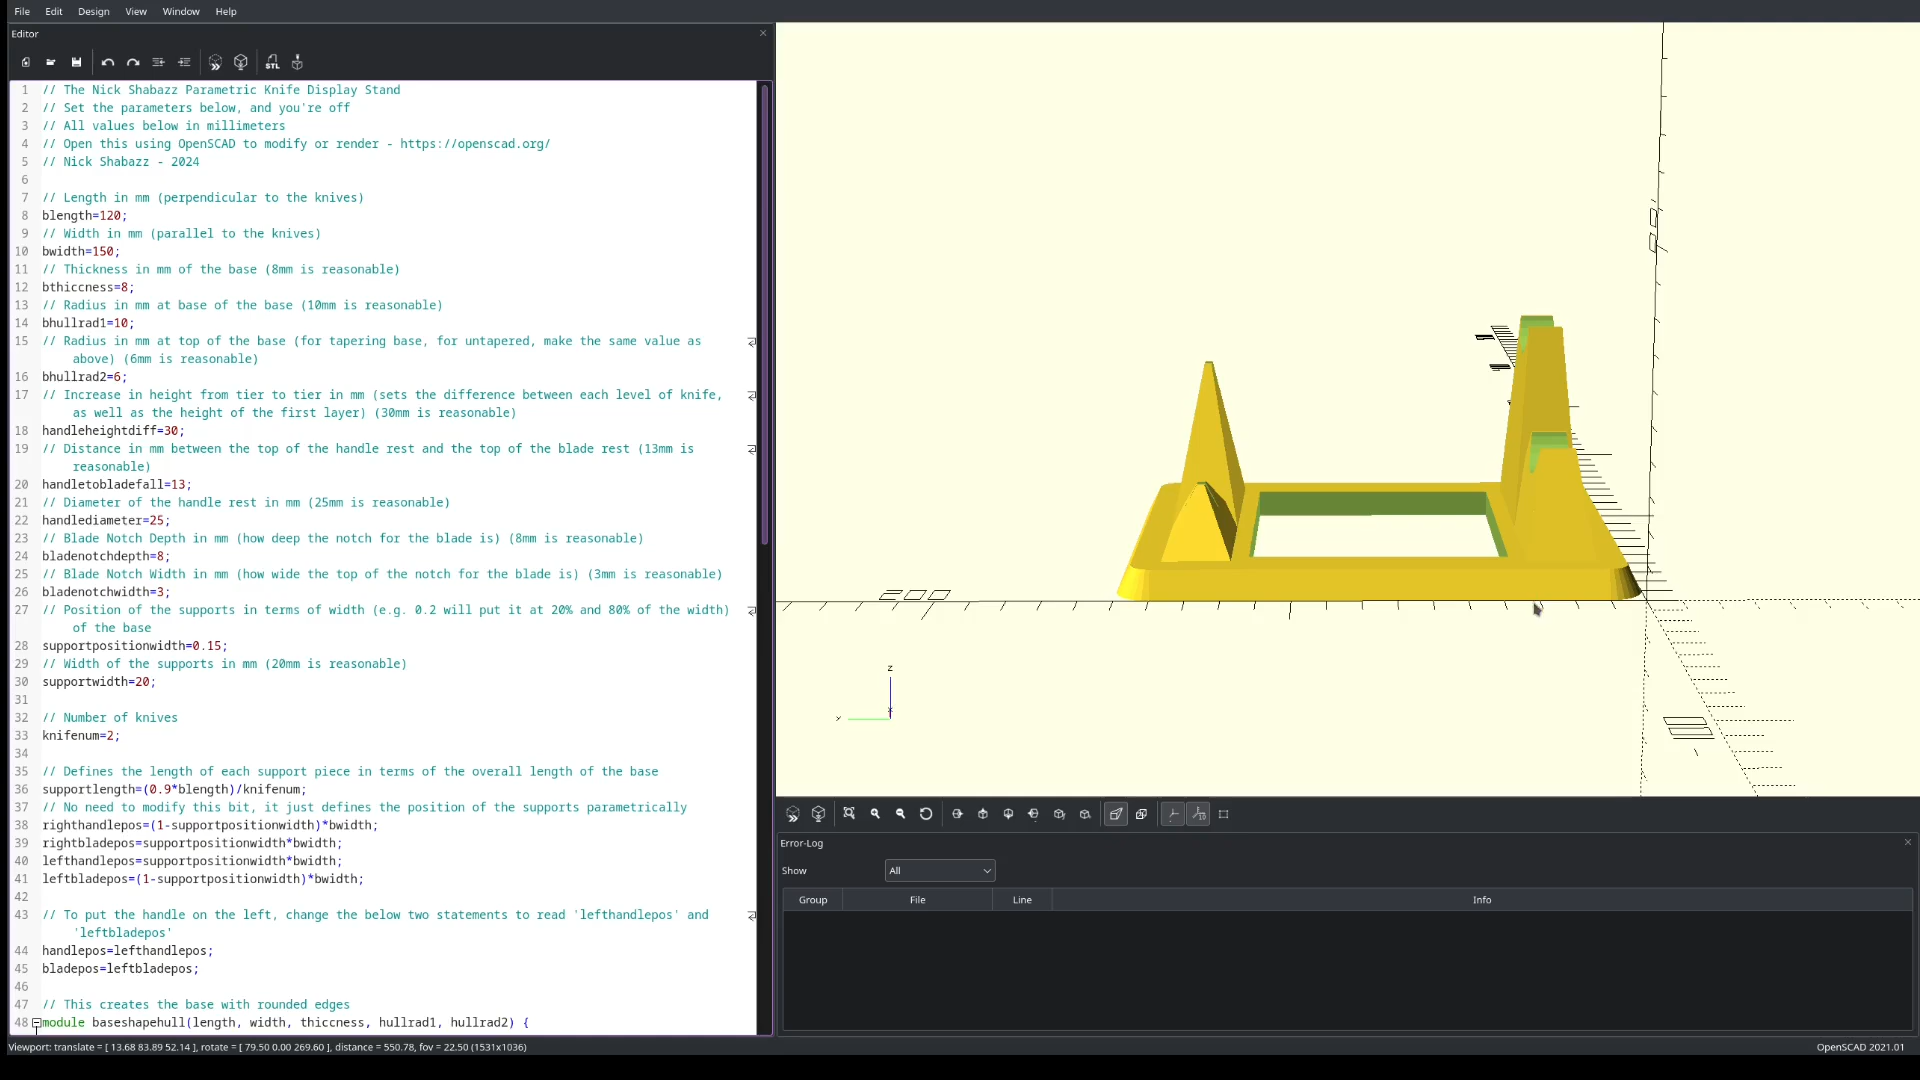 File Edit Design View Window Help
Editor
STL
1 // The Nick Shabazz Parametric Knife Display Stand
2 // Set the parameters below, and you're off
3 // All values below in millimeters
4 // Open this using OpenSCAD to modify or render - https://openscad.org/
5 // Nick Shabazz - 2024
6
7 // Length in mm (perpendicular to the knives)
8 blength=120;
9 // Width in mm (parallel to the knives)
10 bwidth=150;
11 // Thickness in mm of the base (8mm is reasonable)
12 bthiccness=8;
13 // Radius in mm at base of the base (10mm is reasonable)
14 bhullrad1=10;
15 // Radius in mm at top of the base (for tapering base, for untapered, make the same value as
above) (6mm is reasonable)
16 bhullrad2=6;
17 // Increase in height from tier to tier in mm (sets the difference between each level of knife,
as well as the height of the first layer) (30mm is reasonable)
18 handleheightdiff=30;
19 // Distance in mm between the top of the handle rest and the top of the blade rest (13mm is
reasonable)
20 handletobladefall=13;
21 // Diameter of the handle rest in mm (25mm is reasonable)
22 handlediameter=25;
23 // Blade Notch Depth in mm (how deep the notch for the blade is) (8mm is reasonable)
24 bladenotchdepth=8;
25 // Blade Notch Width in mm (how wide the top of the notch for the blade is) (3mm is reasonable)
26 bladenotchwidth=3;
27 // Position of the supports in terms of width (e.g. 0.2 will put it at 20% and 80% of the width)
of the base
28 supportpositionwidth=0.15;
29 // Width of the supports in mm (20mm is reasonable)
30 supportwidth=20;
31
32 // Number of knives
33 knifenum=2;
34
35 // Defines the length of each support piece in terms of the overall length of the base
36 supportlength=(0.9*blength)/knifenum;
37 // No need to modify this bit, it just defines the position of the supports parametrically
38 righthandlepos=(1-supportpositionwidth)*bwidth;
39 rightbladepos=supportpositionwidth*bwidth;
40 lefthandlepos=supportpositionwidth*bwidth;
41 leftbladepos=(1-supportpositionwidth)*bwidth;
42
43 // To put the handle on the left, change the below two statements to read 'lefthandlepos' and
'leftbladepos'
44 handlepos=lefthandlepos;
45 bladepos=leftbladepos;
46
47 // This creates the base with rounded edges
48 module baseshapehull(length, width, thiccness, hullrad1, hullrad2) {
z
y
x
Error-Log
Show All
Group File Line Info
Viewport: translate = [ 13.68 83.89 52.14 ], rotate = [ 79.50 0.00 269.60 ], distance = 550.78, fov = 22.50 (1531x1036)
OpenSCAD 2021.01